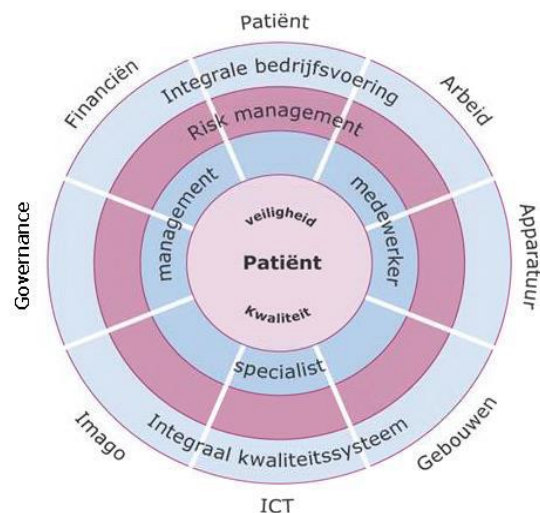 Patiënt
Financiën
Arbeid
Integrale bedrijfsvoering
Risk management
management
medewerker
veiligheid
Patiënt
Kwaliteit
Governance
Apparatuur
specialist
Integraal kwaliteitssysteem
Imago
Gebouwen
ICT